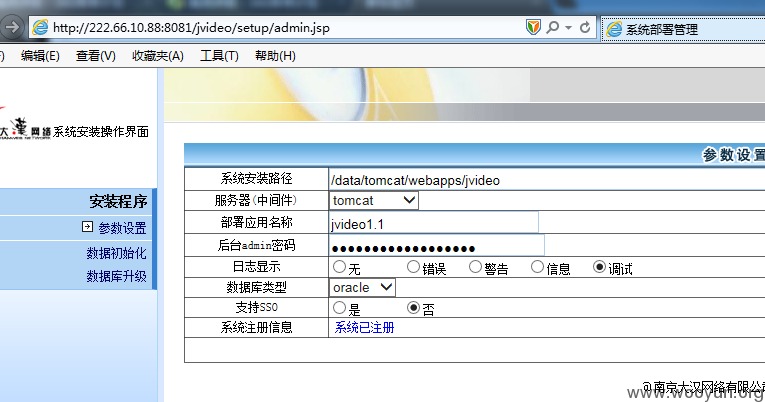 http://222.66.10.88:8081/jvideo/setup/admin.jsp
系统部署管理
编辑(E) 查看(V) 收藏夹(A) 工具(T) 帮助(H)
大漢网络 系统安装操作界面
参数设置
安装程序
参数设置
数据初始化
数据库升级
系统安装路径 /data/tomcat/webapps/jvideo
服务器(中间件) tomcat
部署应用名称 jvideo1.1
后台admin密码 ●●●●●●●●●●●●●●●●●●
日志显示 无 错误 警告 信息 调试
数据库类型 oracle
支持SSO 是 否
系统注册信息 系统已注册
@南京大汉网络有限公司
www.wooyun.org